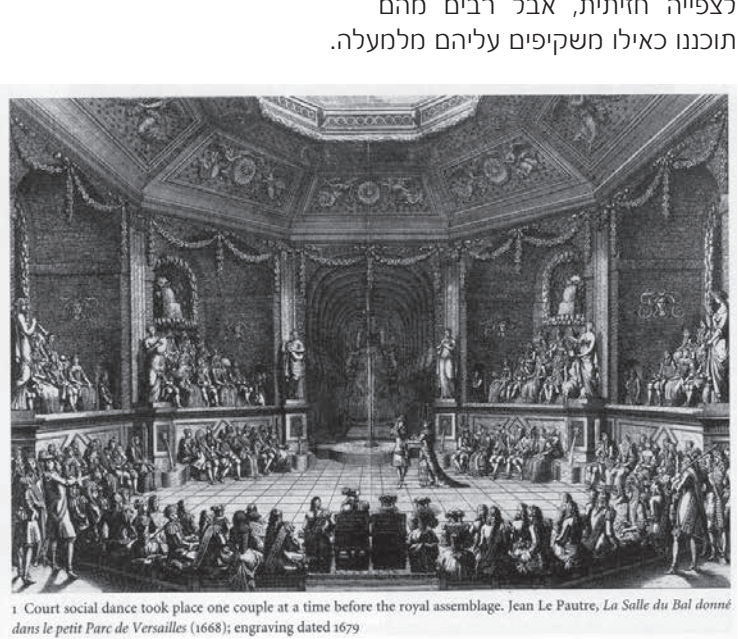 לצפייה חזיתית, אבל רבים מהם
תוכננו כאילו משקיפים עליהם מלמעלה.
1 Court social dance took place one couple at a time before the royal assemblage. Jean Le Pautre, La Salle du Bal donné
dans le petit Parc de Versailles (1668); engraving dated 1679